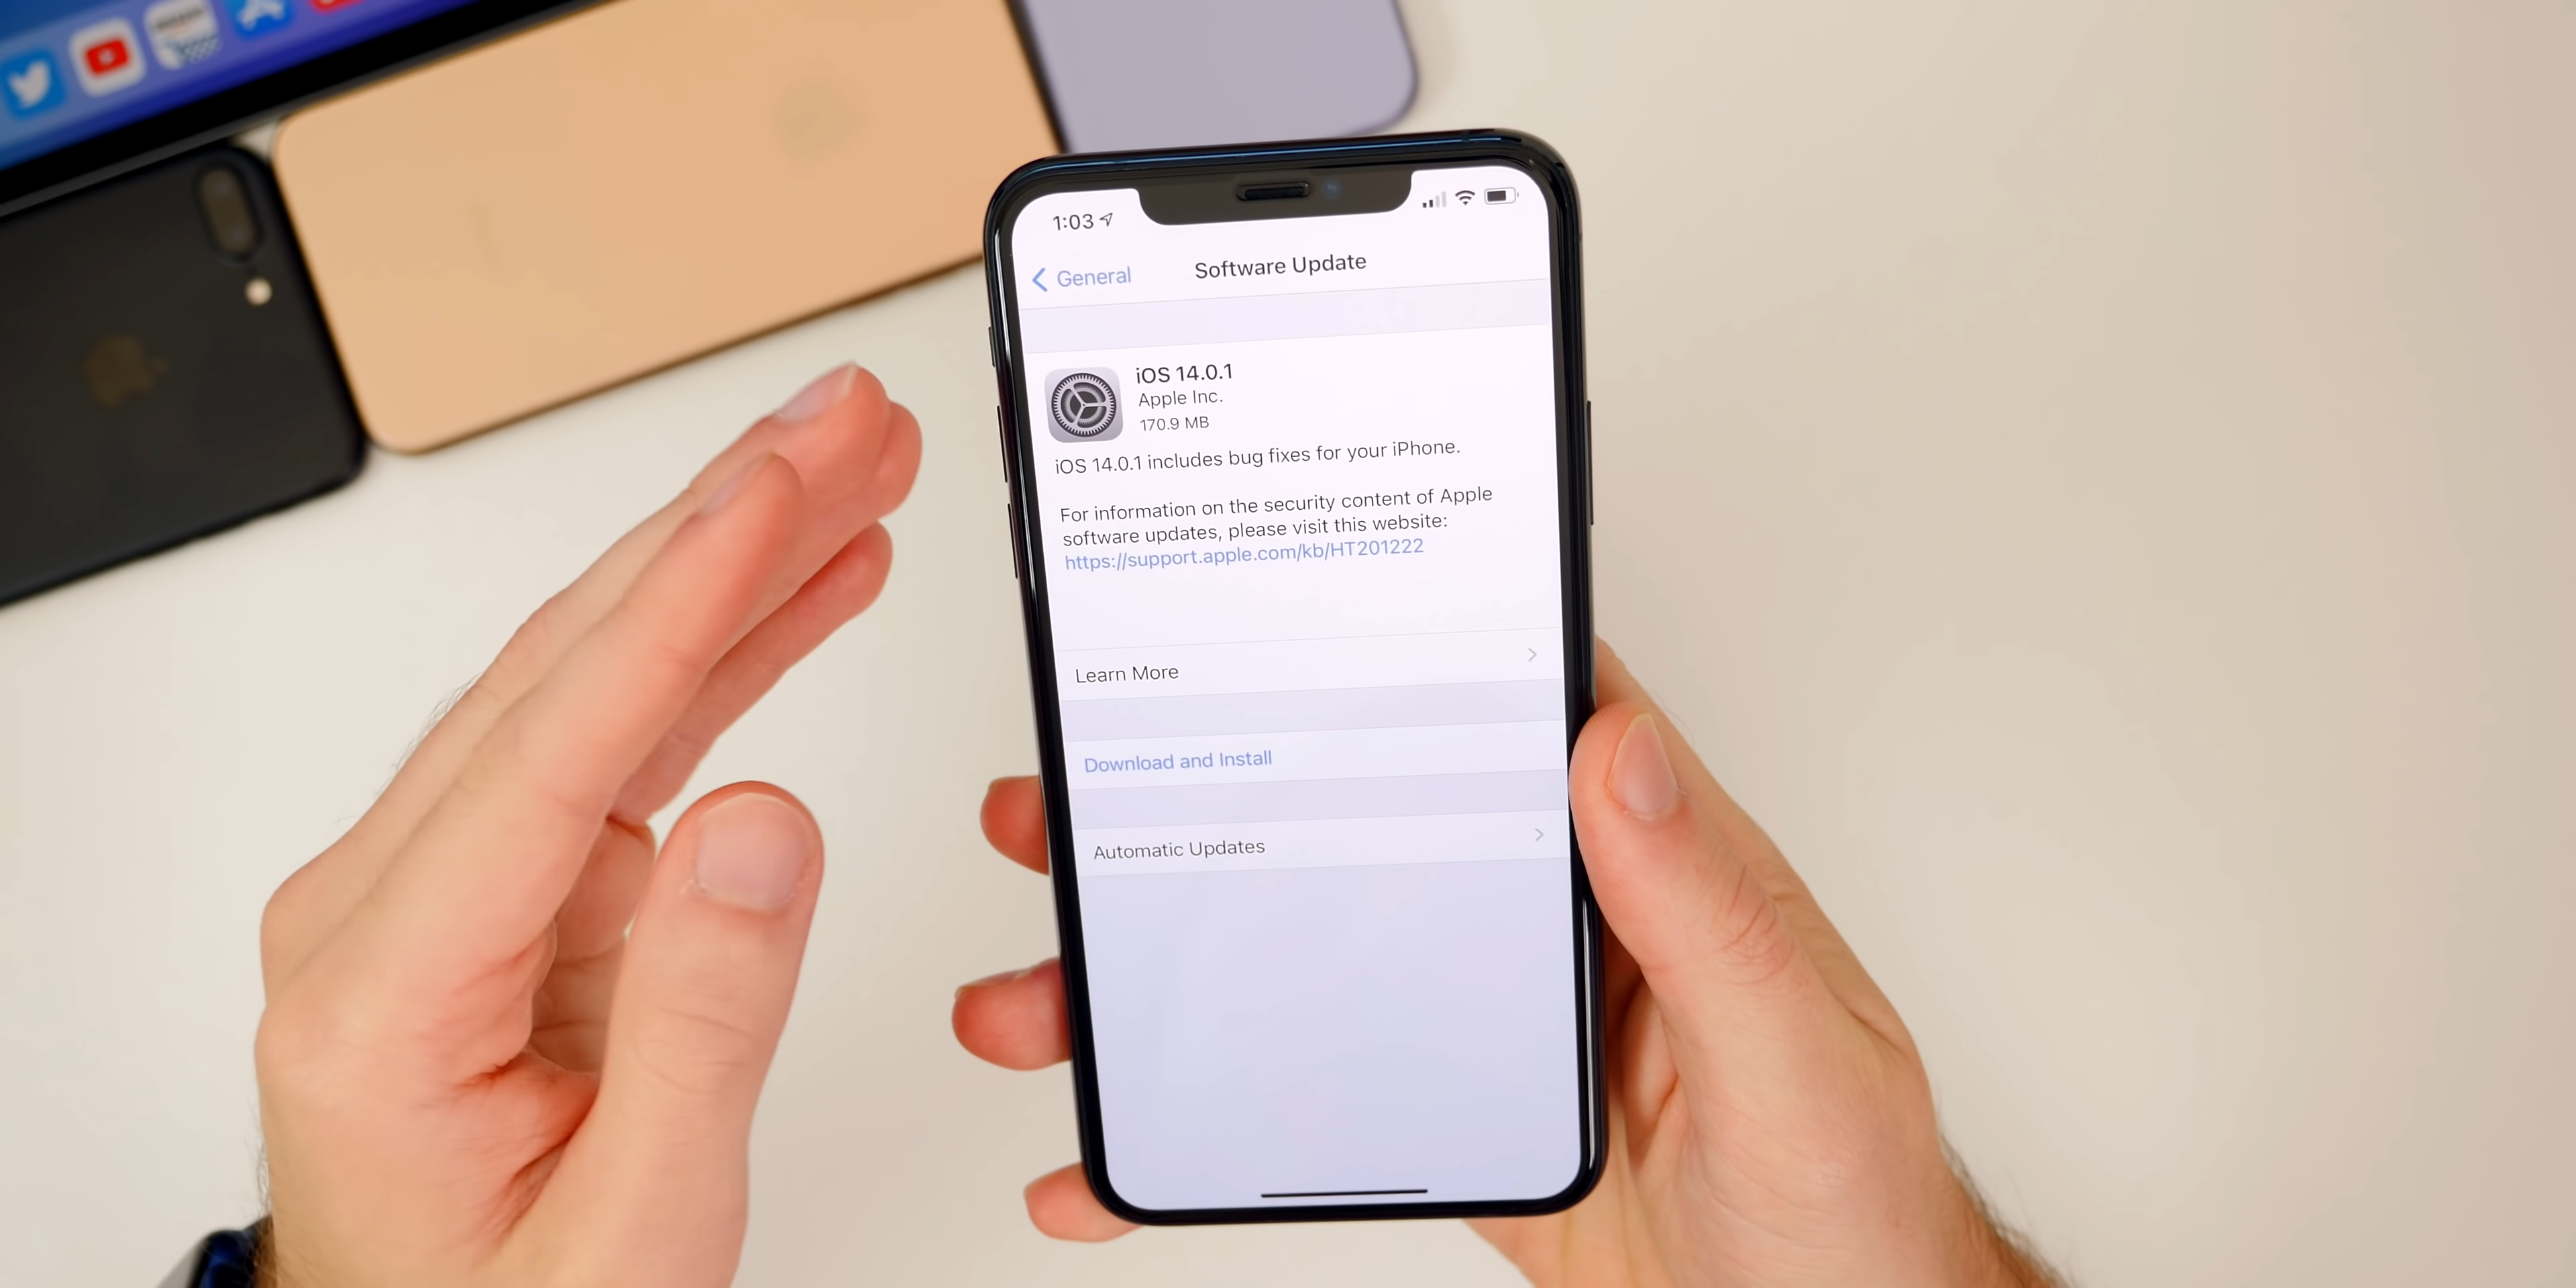 1:03
General
Software Update
iOS 14.0.1
Apple Inc.
170.9 MB
iOS 14.0.1 includes bug fixes for your iPhone.
For information on the security content of Apple
software updates, please visit this website:
https://support.apple.com/kb/HT201222
Learn More
Download and Install
Automatic Updates